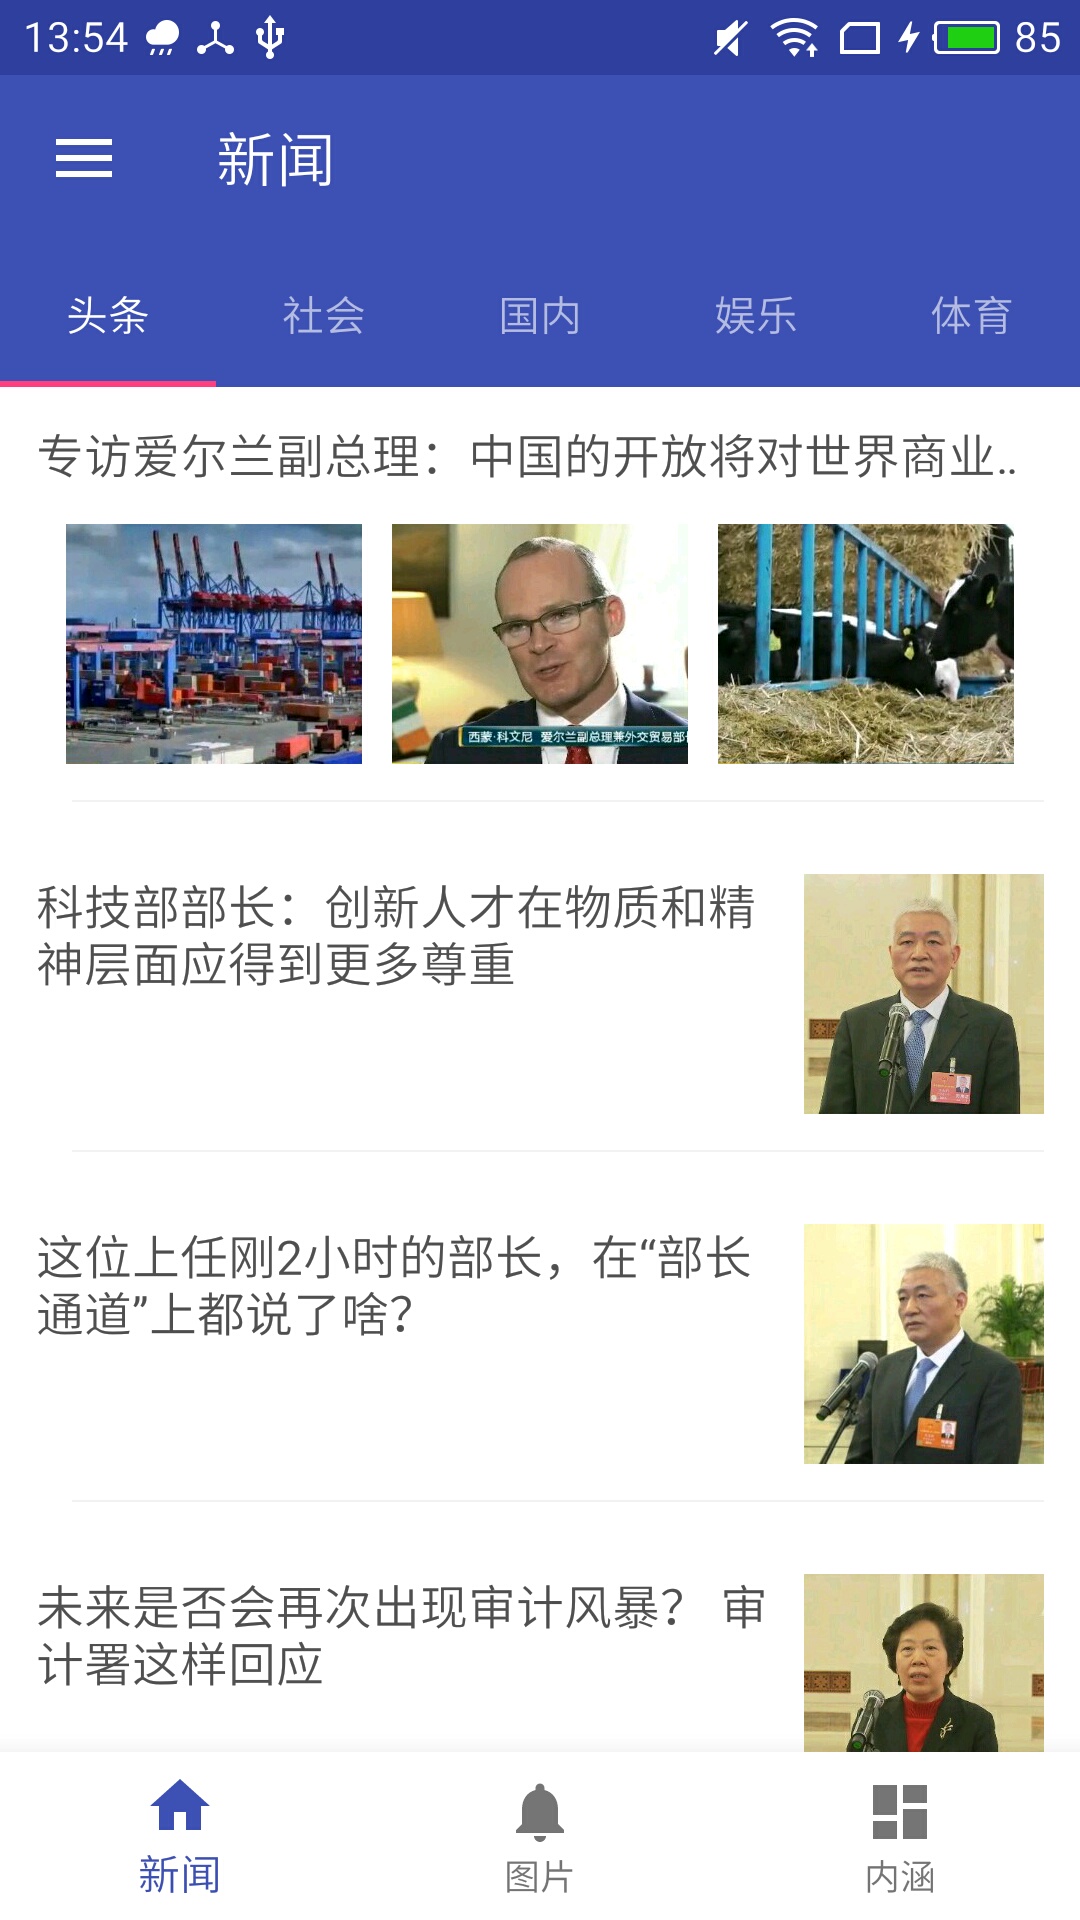 13:54
85
新闻
头条 社会 国内 娱乐 体育
专访爱尔兰副总理：中国的开放将对世界商业..
西蒙·科文尼 爱尔兰副总理兼外交贸易部
科技部部长：创新人才在物质和精
神层面应得到更多尊重
这位上任刚2小时的部长，在“部长
通道”上都说了啥？
未来是否会再次出现审计风暴？ 审
计署这样回应
新闻 图片 内涵